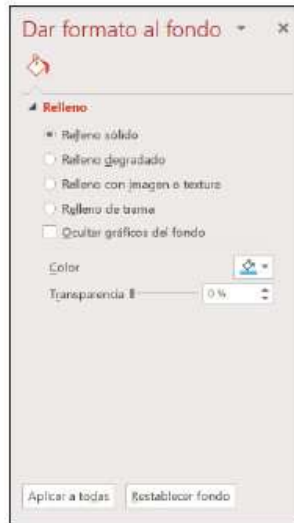 Dar formato al fondo
Relleno
Relleno sólido
Relleno degradado
Relleno con imagen o textura
Relleno de trama
Ocultar gráficos del fondo
Color
Transparencia 0 %
Aplicar a todas Restablecer fondo